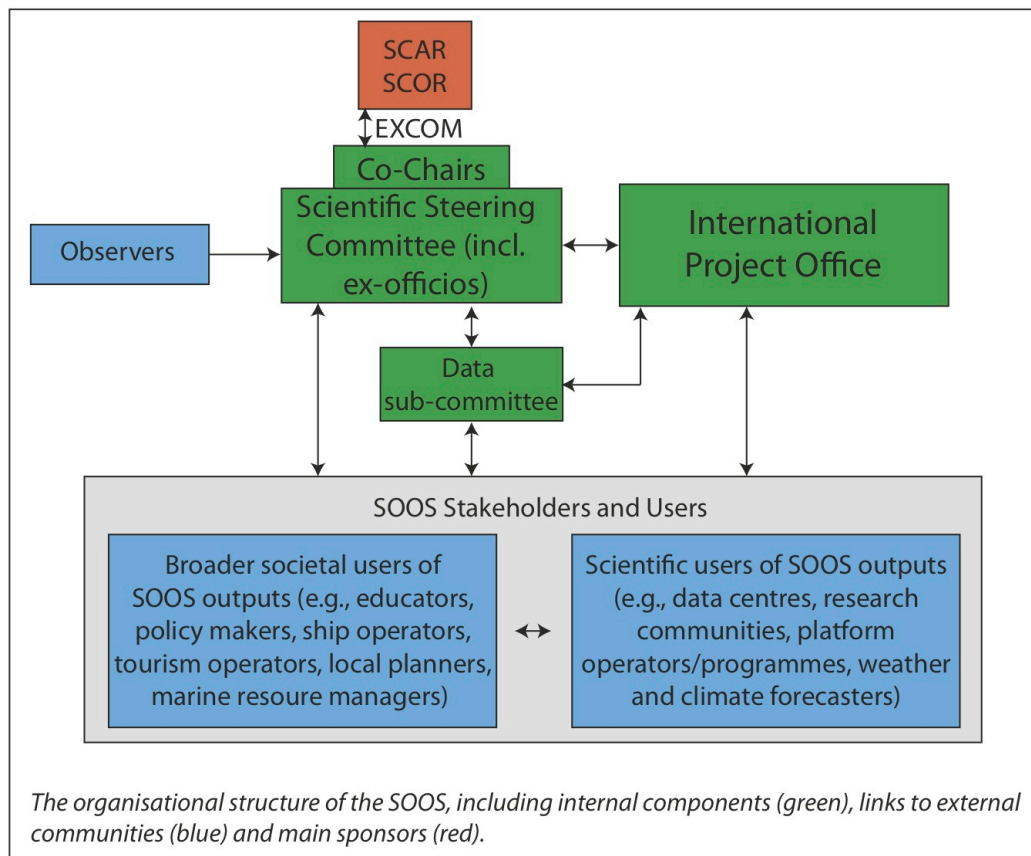 SCAR
SCOR
EXCOM
Co-Chairs
Scientific Steering
Committee (incl.
ex-officios)
International
Project Office
Observers
Data
sub-committee
SOOS Stakeholders and Users
Broader societal users of
SOOS outputs (e.g., educators,
policy makers, ship operators,
tourism operators, local planners,
marine resoure managers)
Scientific users of SOOS outputs
(e.g., data centres, research
communities, platform
operators/programmes, weather
and climate forecasters)
The organisational structure of the SOOS, including internal components (green), links to external
communities (blue) and main sponsors (red).